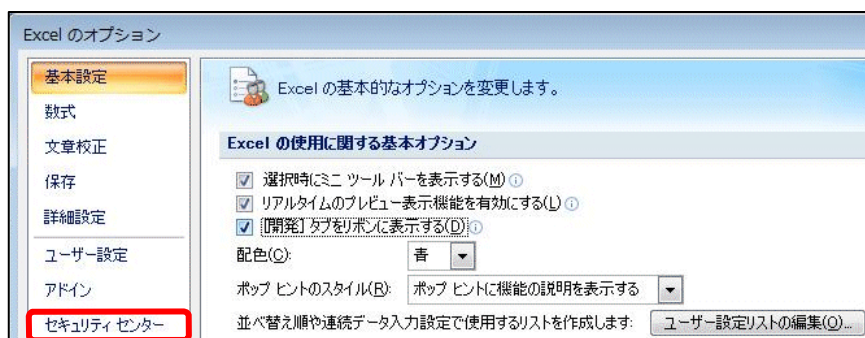 Excel のオプション
基本設定
数式
文章校正
保存
詳細設定
ユーザー設定
アドイン
セキュリティ センター
Excel の基本的なオプションを変更します。
Excel の使用に関する基本オプション
選択時にミニ ツール バーを表示する(M)
リアルタイムのプレビュー表示機能を有効にする(L)
[開発] タブをリボンに表示する(D)
配色(C): 青
ポップ ヒントのスタイル(R): ポップ ヒントに機能の説明を表示する
並べ替え順や連続データ入力設定で使用するリストを作成します: ユーザー設定リストの編集(O)...